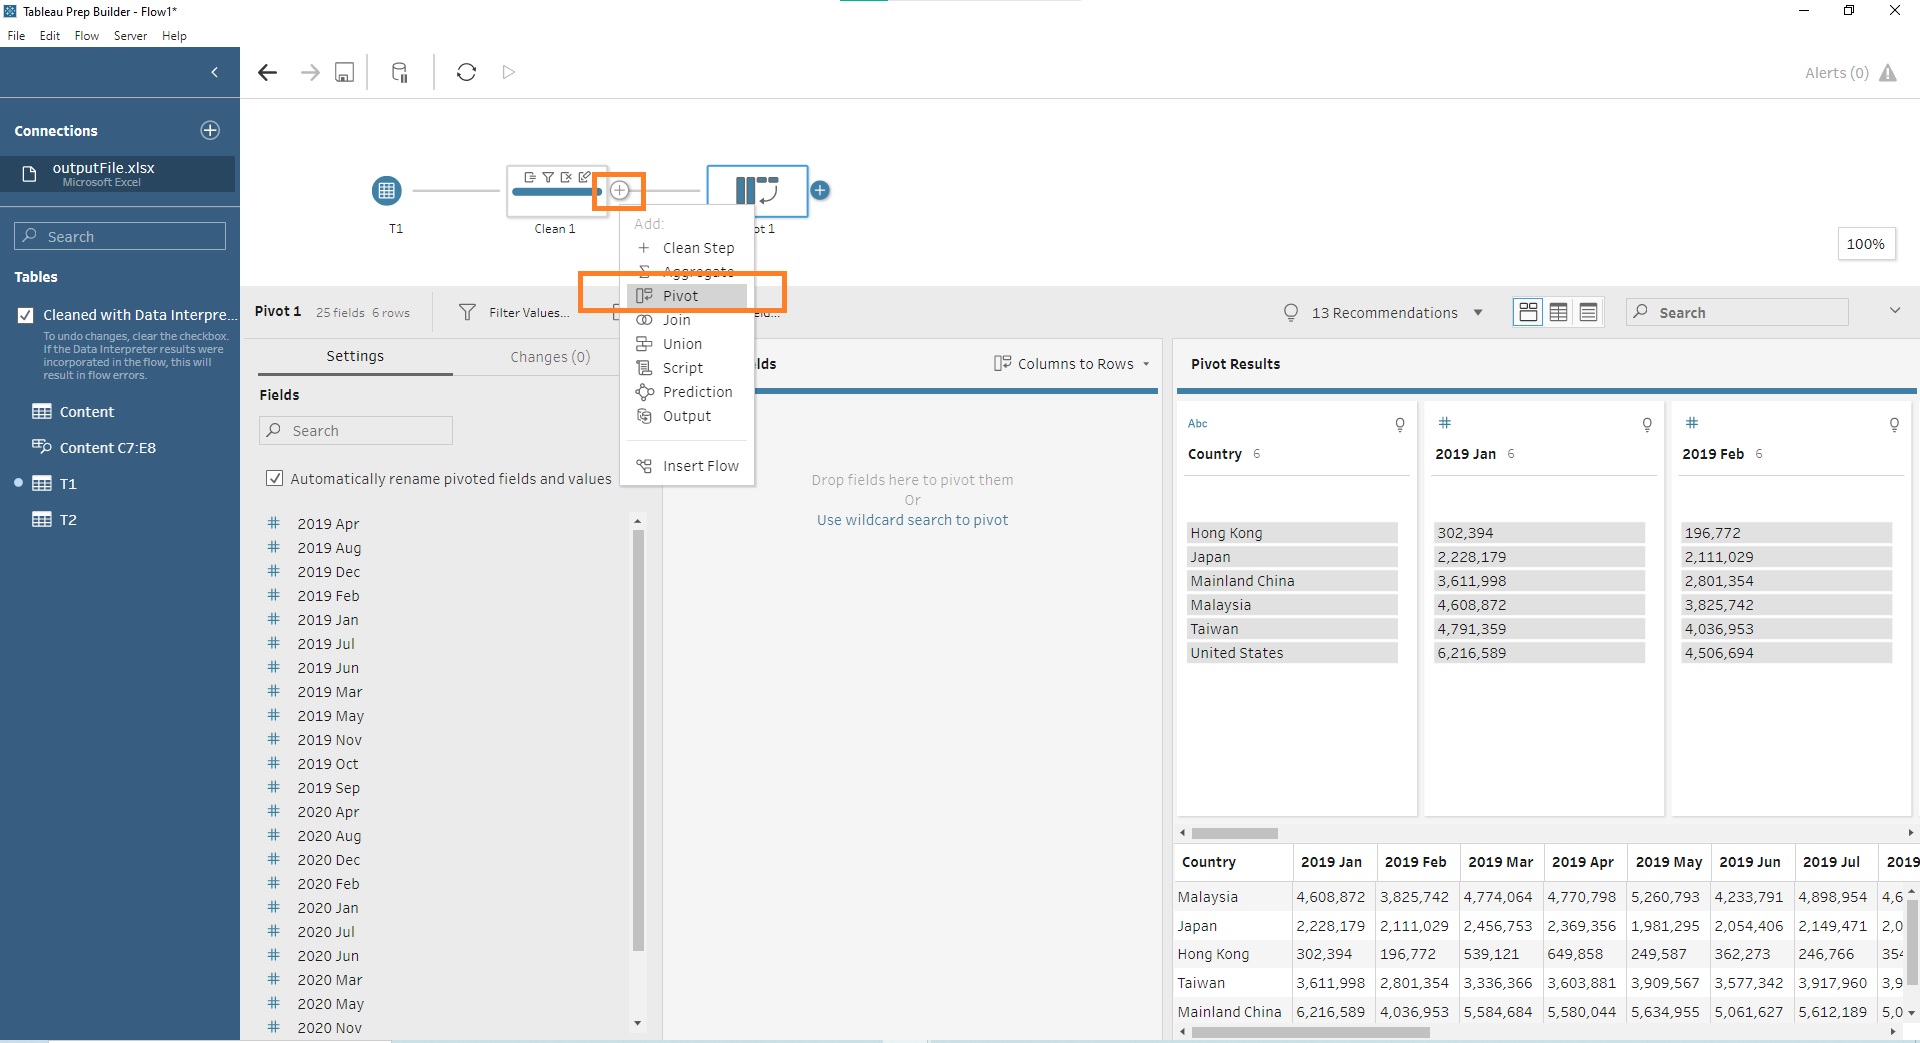 Tableau Prep Builder - Flow1*
File Edit Flow Server Help
Alerts (0)
Connections
outputFile.xlsx
Microsoft Excel
Search
Tables
Cleaned with Data Interpre...
To undo changes, clear the checkbox.
If the Data Interpreter results were
incorporated in the flow, this will
result in flow errors.
Content
Content C7:E8
T1
T2
T1
Clean 1
ot 1
100%
Add:
Clean Step
Aggregate
Pivot
Join
Union
Script
Prediction
Output
Insert Flow
Pivot 1 25 fields 6 rows
Filter Values...
13 Recommendations
Search
Settings
Changes (0)
Fields
Search
Automatically rename pivoted fields and values
2019 Apr
2019 Aug
2019 Dec
2019 Feb
2019 Jan
2019 Jul
2019 Jun
2019 Mar
2019 May
2019 Nov
2019 Oct
2019 Sep
2020 Apr
2020 Aug
2020 Dec
2020 Feb
2020 Jan
2020 Jul
2020 Jun
2020 Mar
2020 May
2020 Nov
lds
Columns to Rows
Drop fields here to pivot them
Or
Use wildcard search to pivot
Pivot Results
Abc
Country 6
Hong Kong
Japan
Mainland China
Malaysia
Taiwan
United States
2019 Jan 6
302,394
2,228,179
3,611,998
4,608,872
4,791,359
6,216,589
2019 Feb 6
196,772
2,111,029
2,801,354
3,825,742
4,036,953
4,506,694
Country 2019 Jan 2019 Feb 2019 Mar 2019 Apr 2019 May 2019 Jun 2019 Jul 2019
Malaysia 4,608,872 3,825,742 4,774,064 4,770,798 5,260,793 4,233,791 4,898,954 4,6
Japan 2,228,179 2,111,029 2,456,753 2,369,356 1,981,295 2,054,406 2,149,471 2,0
Hong Kong 302,394 196,772 539,121 649,858 249,587 362,273 246,766 354
Taiwan 3,611,998 2,801,354 3,336,366 3,603,881 3,909,567 3,577,342 3,917,960 3,9
Mainland China 6,216,589 4,036,953 5,584,684 5,580,044 5,634,955 5,061,627 5,612,189 5,0